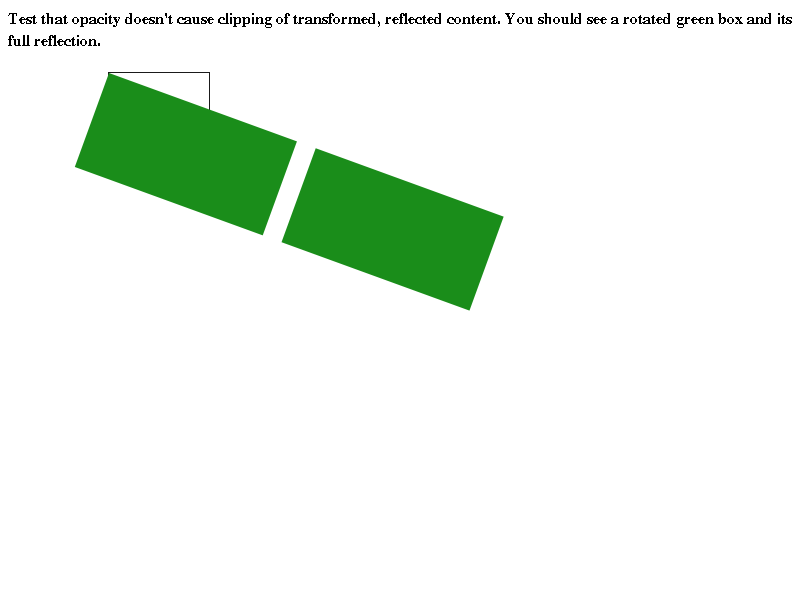 Test that opacity doesn't cause clipping of transformed, reflected content. You should see a rotated green box and its
full reflection.